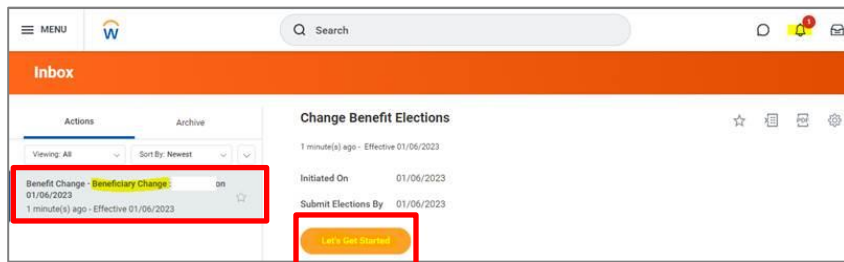 MENU
W
Search
1
Inbox
Actions Archive
Viewing: All Sort By: Newest
Benefit Change - Beneficiary Change : on
01/06/2023
1 minute(s) ago - Effective 01/06/2023
Change Benefit Elections
PDF
1 minute(s) ago - Effective 01/06/2023
Initiated On 01/06/2023
Submit Elections By 01/06/2023
Let's Get Started